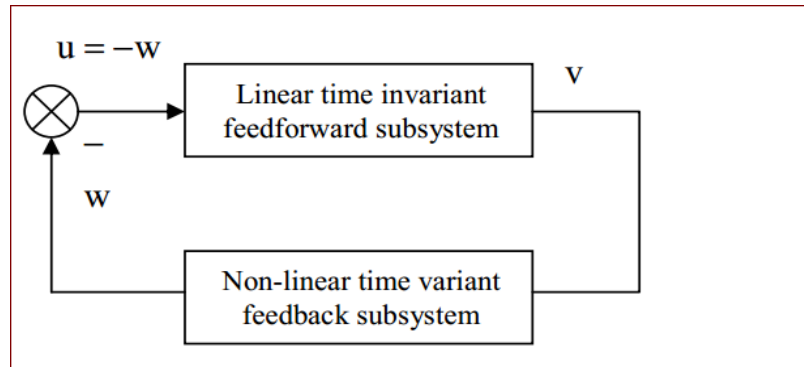 u = −w
v
Linear time invariant
feedforward subsystem
−
w
Non-linear time variant
feedback subsystem